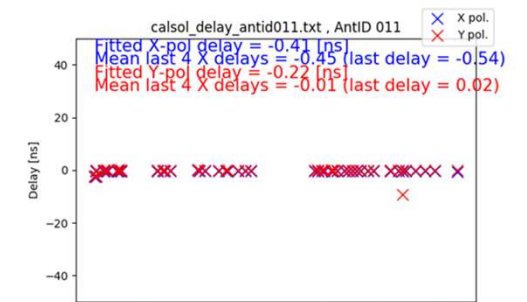 calsol_delay_antid011.txt , AntID 011
X pol.
Y pol.
Fitted X-pol delay = -0.41 [ns]
Mean last 4 X delays = -0.45 (last delay = -0.54)
Fitted Y-pol delay = -0.22 [ns]
Mean last 4 X delays = -0.01 (last delay = 0.02)
Delay [ns]
40
20
0
−20
−40